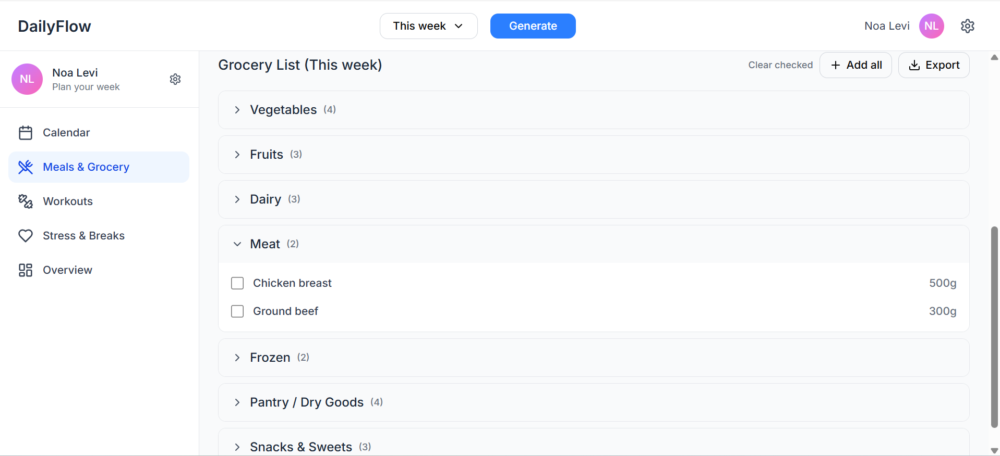 DailyFlow
This week
Generate
Noa Levi
NL
NL
Noa Levi
Plan your week
Calendar
Meals & Grocery
Workouts
Stress & Breaks
Overview
Grocery List (This week)
Clear checked
Add all
Export
Vegetables (4)
Fruits (3)
Dairy (3)
Meat (2)
Chicken breast 500g
Ground beef 300g
Frozen (2)
Pantry / Dry Goods (4)
Snacks & Sweets (3)